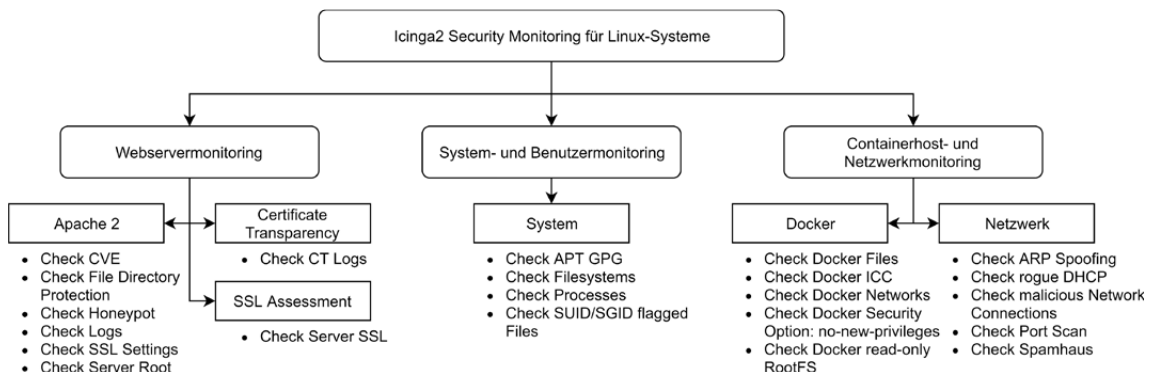 Icinga2 Security Monitoring für Linux-Systeme
Webservermonitoring
System- und Benutzermonitoring
Containerhost- und
Netzwerkmonitoring
Apache 2
Check CVE
Check File Directory
Protection
Check Honeypot
Check Logs
Check SSL Settings
Check Server Root
Certificate
Transparency
Check CT Logs
SSL Assessment
Check Server SSL
System
Check APT GPG
Check Filesystems
Check Processes
Check SUID/SGID flagged
Files
Docker
Check Docker Files
Check Docker ICC
Check Docker Networks
Check Docker Security
Option: no-new-privileges
Check Docker read-only
RootFS
Netzwerk
Check ARP Spoofing
Check rogue DHCP
Check malicious Network
Connections
Check Port Scan
Check Spamhaus